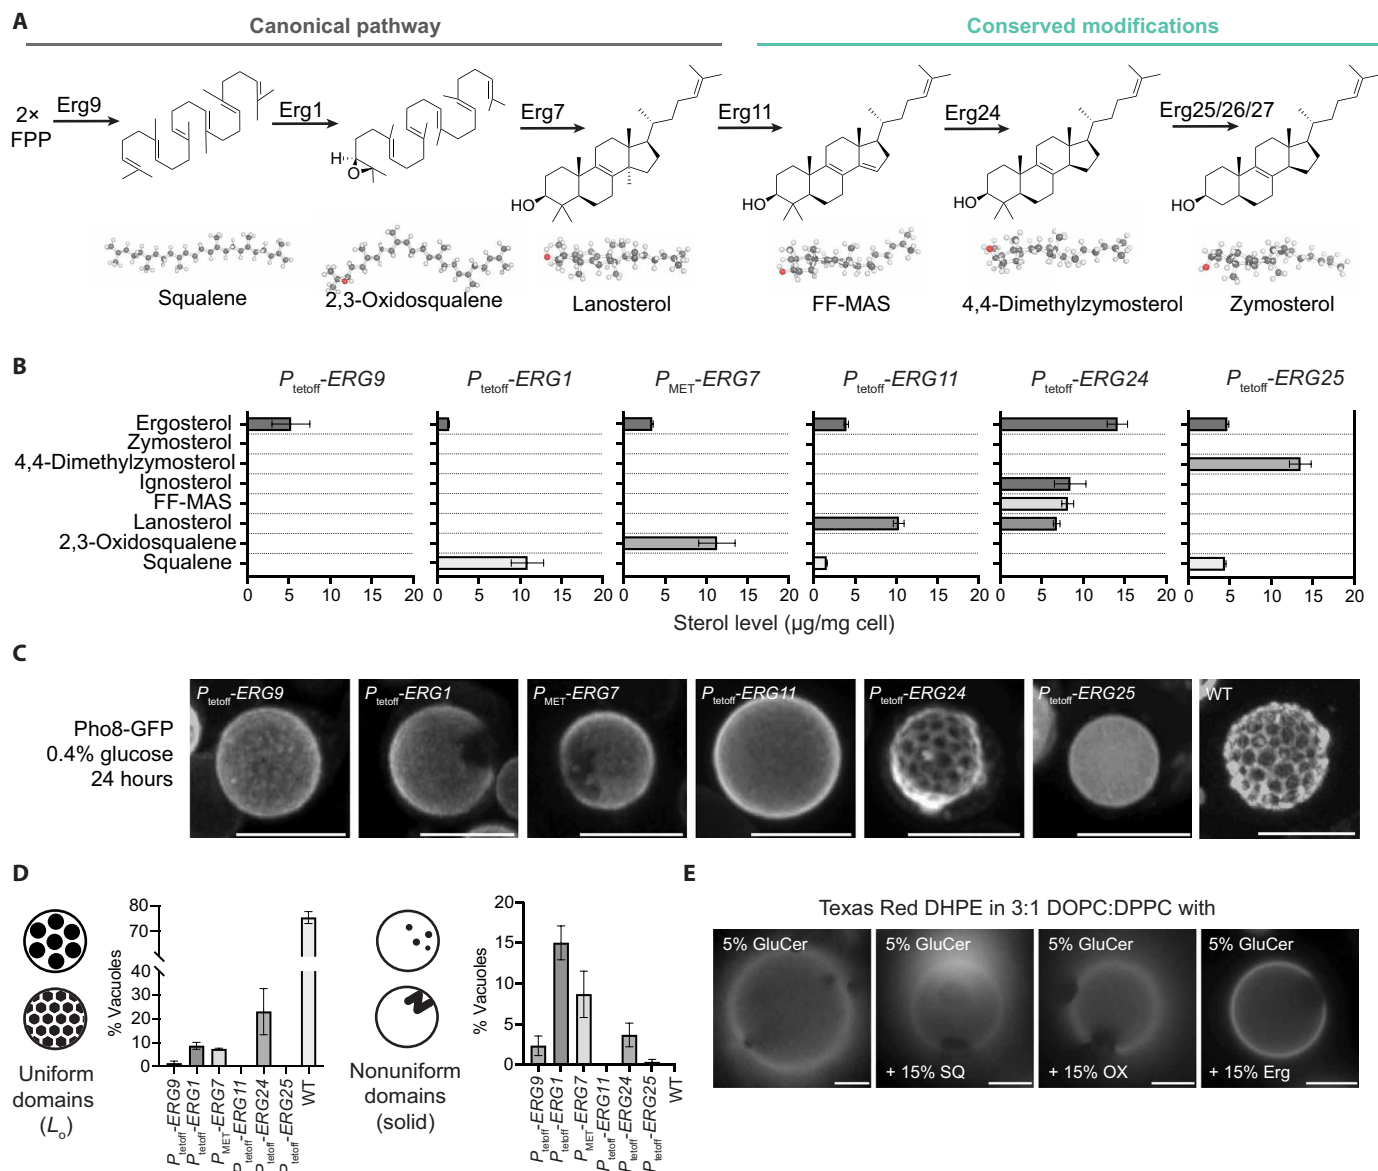 A
Canonical pathway
Conserved modifications
2×
FPP
Erg9
Erg1
Erg7
Erg11
Erg24
Erg25/26/27
H
O
HO
HO
HO
HO
Squalene
2,3-Oxidosqualene
Lanosterol
FF-MAS
4,4-Dimethylzymosterol
Zymosterol
B
Ptetoff-ERG9
Ptetoff-ERG1
PMET-ERG7
Ptetoff-ERG11
Ptetoff-ERG24
Ptetoff-ERG25
Ergosterol
Zymosterol
4,4-Dimethylzymosterol
Ignosterol
FF-MAS
Lanosterol
2,3-Oxidosqualene
Squalene
0 5 10 15 20
0 5 10 15 20
0 5 10 15 20
0 5 10 15 20
0 5 10 15 20
0 5 10 15 20
Sterol level (µg/mg cell)
C
Pho8-GFP
0.4% glucose
24 hours
Ptetoff-ERG9
Ptetoff-ERG1
PMET-ERG7
Ptetoff-ERG11
Ptetoff-ERG24
Ptetoff-ERG25
WT
D
Uniform
domains
(Lo)
% Vacuoles
80
70
40
30
20
10
0
Ptetoff-ERG9
Ptetoff-ERG1
PMET-ERG7
Ptetoff-ERG11
Ptetoff-ERG24
Ptetoff-ERG25
WT
Nonuniform
domains
(solid)
% Vacuoles
20
15
10
5
0
Ptetoff-ERG9
Ptetoff-ERG1
PMET-ERG7
Ptetoff-ERG11
Ptetoff-ERG24
Ptetoff-ERG25
WT
E
Texas Red DHPE in 3:1 DOPC:DPPC with
5% GluCer
5% GluCer
+ 15% SQ
5% GluCer
+ 15% OX
5% GluCer
+ 15% Erg